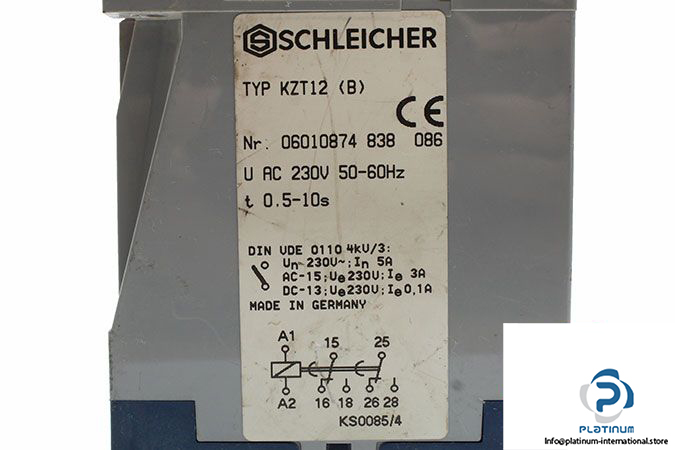 SCHLEICHER
TYP KZT12 (B)
CE
Nr. 06010874 838 086
U AC 230V 50-60Hz
t 0.5-10s
DIN VDE 0110 4kV/3:
Un 230V~; In 5A
AC-15; Ue 230V; Ie 3A
DC-13; Ue 230V; Ie 0,1A
MADE IN GERMANY
A1 15 25
A2 16 18 26 28
KS0085/4
PLATINUM
Info@platinum-international.store